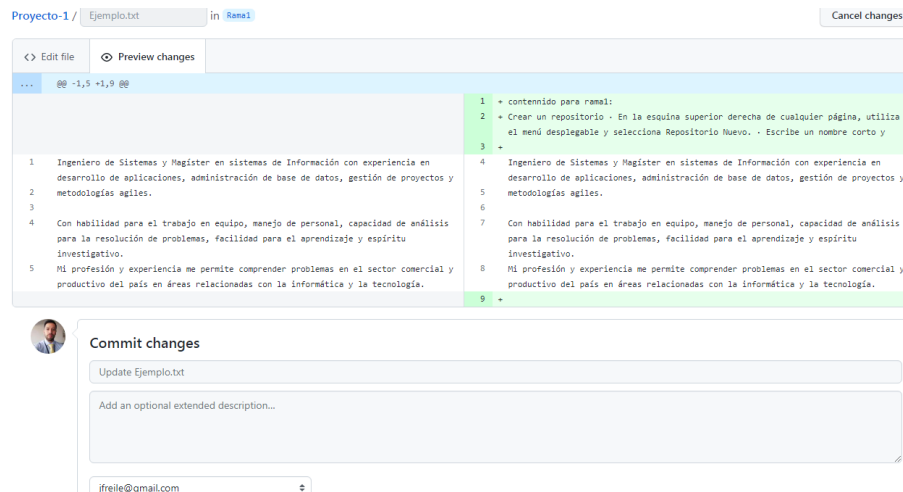 Proyecto-1 / Ejemplo.txt in Rama1 Cancel changes
<> Edit file Preview changes
... @@ -1,5 +1,9 @@
1 + contennido para rama1:
2 + Crear un repositorio · En la esquina superior derecha de cualquier página, utiliza
el menú desplegable y selecciona Repositorio Nuevo. · Escribe un nombre corto y
3 +
1 Ingeniero de Sistemas y Magíster en sistemas de Información con experiencia en
desarrollo de aplicaciones, administración de base de datos, gestión de proyectos y
2 metodologías agiles.
3
4 Con habilidad para el trabajo en equipo, manejo de personal, capacidad de análisis
para la resolución de problemas, facilidad para el aprendizaje y espíritu
investigativo.
5 Mi profesión y experiencia me permite comprender problemas en el sector comercial y
productivo del país en áreas relacionadas con la informática y la tecnología.
4 Ingeniero de Sistemas y Magíster en sistemas de Información con experiencia en
desarrollo de aplicaciones, administración de base de datos, gestión de proyectos y
5 metodologías agiles.
6
7 Con habilidad para el trabajo en equipo, manejo de personal, capacidad de análisis
para la resolución de problemas, facilidad para el aprendizaje y espíritu
investigativo.
8 Mi profesión y experiencia me permite comprender problemas en el sector comercial y
productivo del país en áreas relacionadas con la informática y la tecnología.
9 +
Commit changes
Update Ejemplo.txt
Add an optional extended description...
jfreile@gmail.com